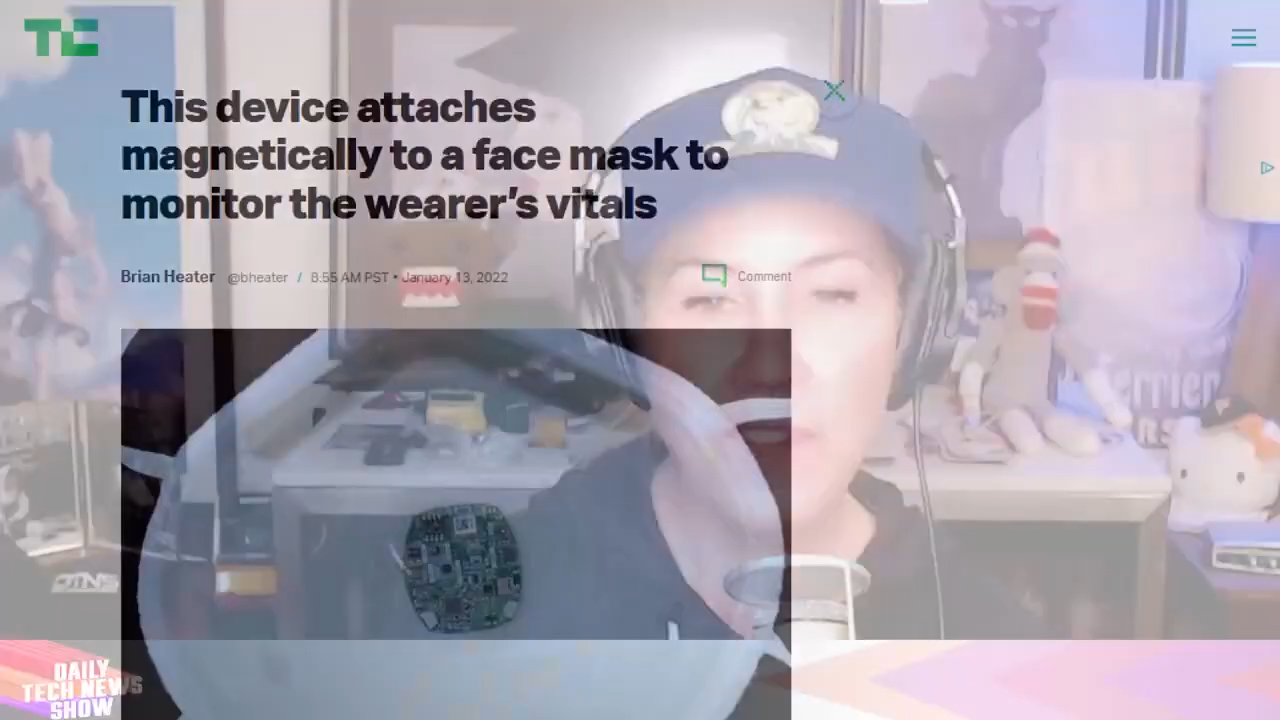 TC
This device attaches
magnetically to a face mask to
monitor the wearer's vitals
Brian Heater @bheater / 8:55 AM PST • January 13, 2022
Comment
DTNS
DAILY
TECH NEWS
SHOW